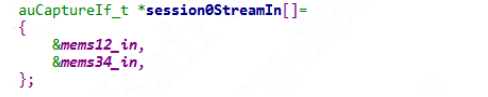 auCaptureIf_t *session0StreamIn[]=
{
    &mems12_in,
    &mems34_in,
};